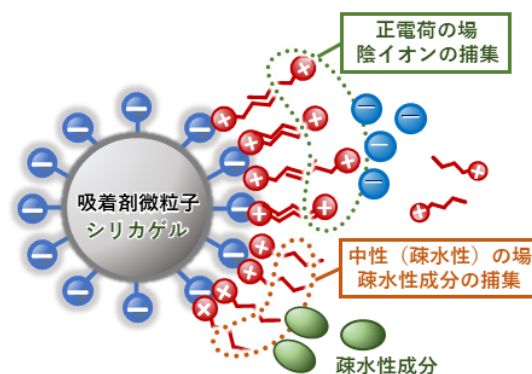 正電荷の場
陰イオンの捕集
吸着剤微粒子
シリカゲル
中性（疎水性）の場
疎水性成分の捕集
疎水性成分